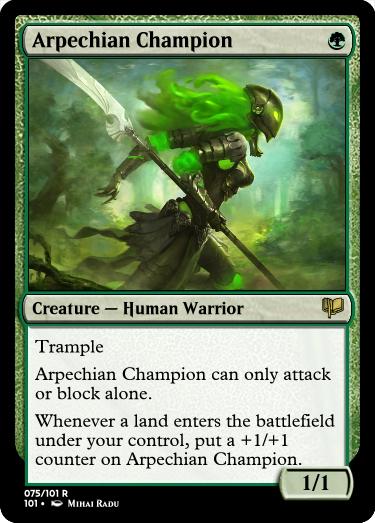 Arpechian Champion
Creature — Human Warrior
Trample
Arpechian Champion can only attack
or block alone.
Whenever a land enters the battlefield
under your control, put a +1/+1
counter on Arpechian Champion.
1/1
075/101 R
101 • Mihai Radu